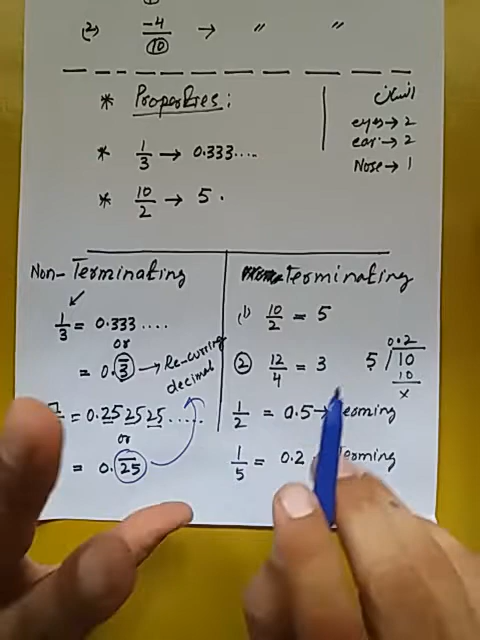 (2) -4/10 → " "
* Properties:
* 1/3 → 0.333....
* 10/2 → 5.
انسان
eyes → 2
ear → 2
Nose → 1
Non-Terminating
1/3 = 0.333....
or
= 0.3̅ → Re-curring decimal
= 0.252525......
or
= 0.2̅5̅
Terminating
(1) 10/2 = 5
(2) 12/4 = 3
1/2 = 0.5 →
1/5 = 0.2
0.2
5 / 10
10
x